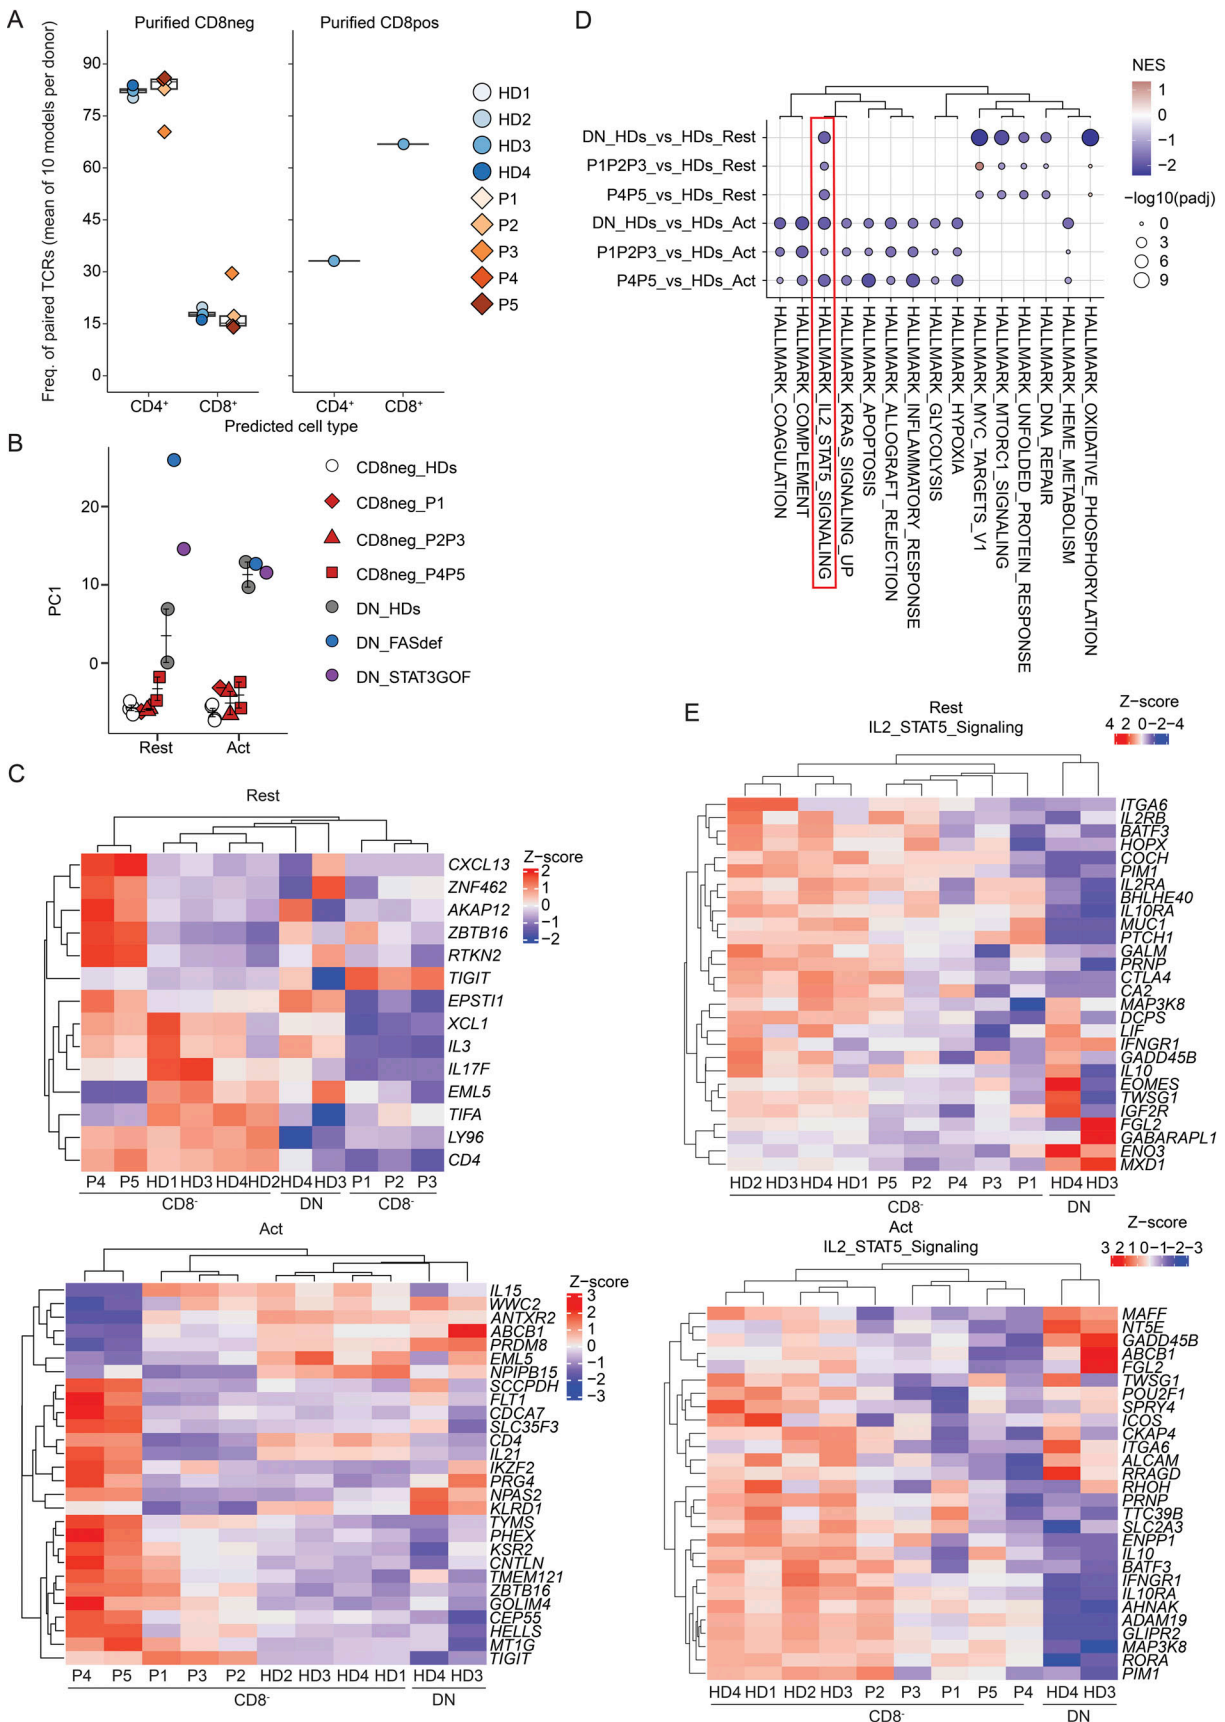 A
Purified CD8neg
Purified CD8pos
Freq. of paired TCRs (mean of 10 models per donor)
90
75
60
45
30
15
0
CD4+
CD8+
CD4+
CD8+
Predicted cell type
HD1
HD2
HD3
HD4
P1
P2
P3
P4
P5
B
PC1
20
10
0
Rest
Act
CD8neg_HDs
CD8neg_P1
CD8neg_P2P3
CD8neg_P4P5
DN_HDs
DN_FASdef
DN_STAT3GOF
C
Rest
CXCL13
ZNF462
AKAP12
ZBTB16
RTKN2
TIGIT
EPSTI1
XCL1
IL3
IL17F
EML5
TIFA
LY96
CD4
Z−score
2
1
0
−1
−2
P4 P5 HD1 HD3 HD4 HD2 HD4 HD3 P1 P2 P3
CD8- DN CD8-
Act
IL15
WWC2
ANTXR2
ABCB1
PRDM8
EML5
NPIPB15
SCCPDH
FLT1
CDCA7
SLC35F3
CD4
IL21
IKZF2
PRG4
NPAS2
KLRD1
TYMS
PHEX
KSR2
CNTLN
TMEM121
ZBTB16
GOLIM4
CEP55
HELLS
MT1G
TIGIT
Z−score
3
2
1
0
−1
−2
−3
P4 P5 P1 P3 P2 HD2 HD3 HD4 HD1 HD4 HD3
CD8- DN
D
DN_HDs_vs_HDs_Rest
P1P2P3_vs_HDs_Rest
P4P5_vs_HDs_Rest
DN_HDs_vs_HDs_Act
P1P2P3_vs_HDs_Act
P4P5_vs_HDs_Act
HALLMARK_COAGULATION
HALLMARK_COMPLEMENT
HALLMARK_IL2_STAT5_SIGNALING
HALLMARK_KRAS_SIGNALING_UP
HALLMARK_APOPTOSIS
HALLMARK_ALLOGRAFT_REJECTION
HALLMARK_INFLAMMATORY_RESPONSE
HALLMARK_GLYCOLYSIS
HALLMARK_HYPOXIA
HALLMARK_MYC_TARGETS_V1
HALLMARK_MTORC1_SIGNALING
HALLMARK_UNFOLDED_PROTEIN_RESPONSE
HALLMARK_DNA_REPAIR
HALLMARK_HEME_METABOLISM
HALLMARK_OXIDATIVE_PHOSPHORYLATION
NES
1
0
−1
−2
−log10(padj)
0
3
6
9
E
Rest
IL2_STAT5_Signaling
Z−score
4 2 0−2−4
ITGA6
IL2RB
BATF3
HOPX
COCH
PIM1
IL2RA
BHLHE40
IL10RA
MUC1
PTCH1
GALM
PRNP
CTLA4
CA2
MAP3K8
DCPS
LIF
IFNGR1
GADD45B
IL10
EOMES
TWSG1
IGF2R
FGL2
GABARAPL1
ENO3
MXD1
HD2 HD3 HD4 HD1 P5 P2 P4 P3 P1 HD4 HD3
CD8- DN
Act
IL2_STAT5_Signaling
Z−score
3 2 1 0−1−2−3
MAFF
NT5E
GADD45B
ABCB1
FGL2
TWSG1
POU2F1
SPRY4
ICOS
CKAP4
ITGA6
ALCAM
RRAGD
RHOH
PRNP
TTC39B
SLC2A3
ENPP1
IL10
BATF3
IFNGR1
IL10RA
AHNAK
ADAM19
GLIPR2
MAP3K8
RORA
PIM1
HD4 HD1 HD2 HD3 P2 P3 P1 P5 P4 HD4 HD3
CD8- DN